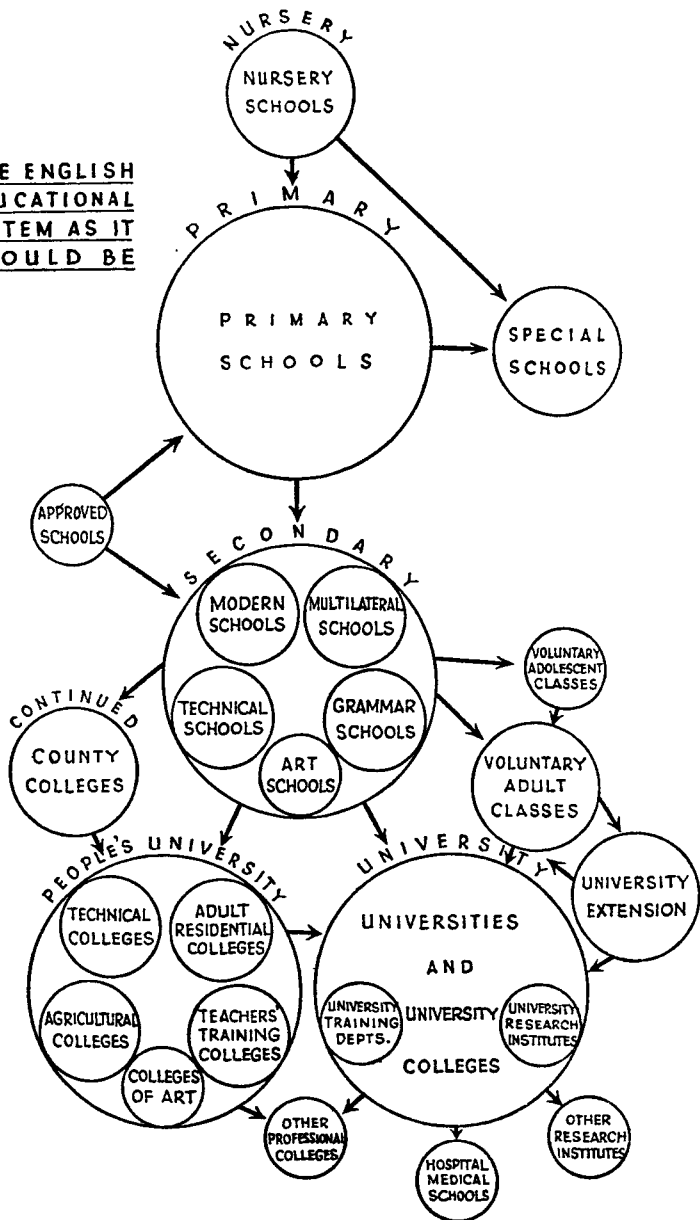 NURSERY
NURSERY
SCHOOLS
E ENGLISH
UCATIONAL
TEM AS IT
OULD BE
PRIMARY
PRIMARY
SCHOOLS
SPECIAL
SCHOOLS
APPROVED
SCHOOLS
SECONDARY
MODERN
SCHOOLS
MULTILATERAL
SCHOOLS
TECHNICAL
SCHOOLS
GRAMMAR
SCHOOLS
ART
SCHOOLS
VOLUNTARY
ADOLESCENT
CLASSES
CONTINUED
COUNTY
COLLEGES
VOLUNTARY
ADULT
CLASSES
UNIVERSITY
EXTENSION
PEOPLE'S UNIVERSITY
TECHNICAL
COLLEGES
ADULT
RESIDENTIAL
COLLEGES
AGRICULTURAL
COLLEGES
TEACHERS'
TRAINING
COLLEGES
COLLEGES
OF ART
UNIVERSITY
UNIVERSITIES
AND
UNIVERSITY
COLLEGES
UNIVERSITY
TRAINING
DEPTS.
UNIVERSITY
RESEARCH
INSTITUTES
OTHER
PROFESSIONAL
COLLEGES
HOSPITAL
MEDICAL
SCHOOLS
OTHER
RESEARCH
INSTITUTES